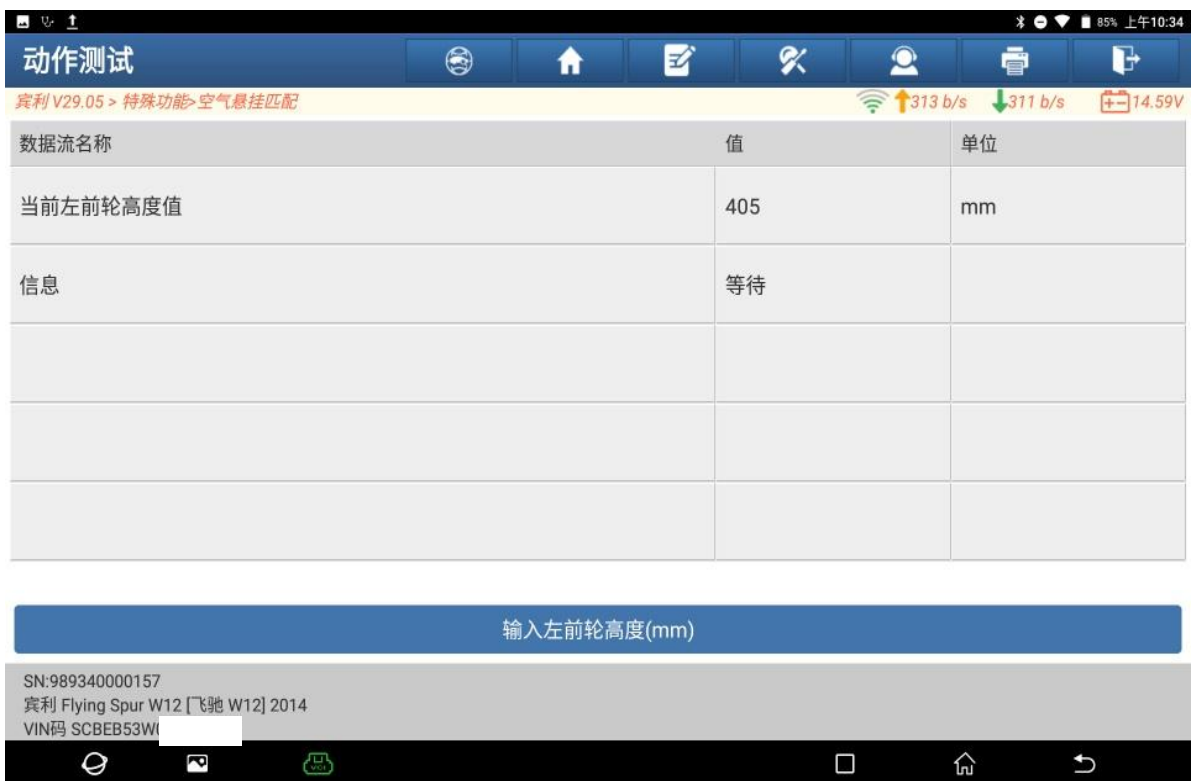 85% 上午10:34
动作测试
宾利 V29.05 > 特殊功能>空气悬挂匹配 313 b/s 311 b/s 14.59V
数据流名称 值 单位
当前左前轮高度值 405 mm
信息 等待
输入左前轮高度(mm)
SN:989340000157
宾利 Flying Spur W12 [飞驰 W12] 2014
VIN码 SCBEB53W
VCI